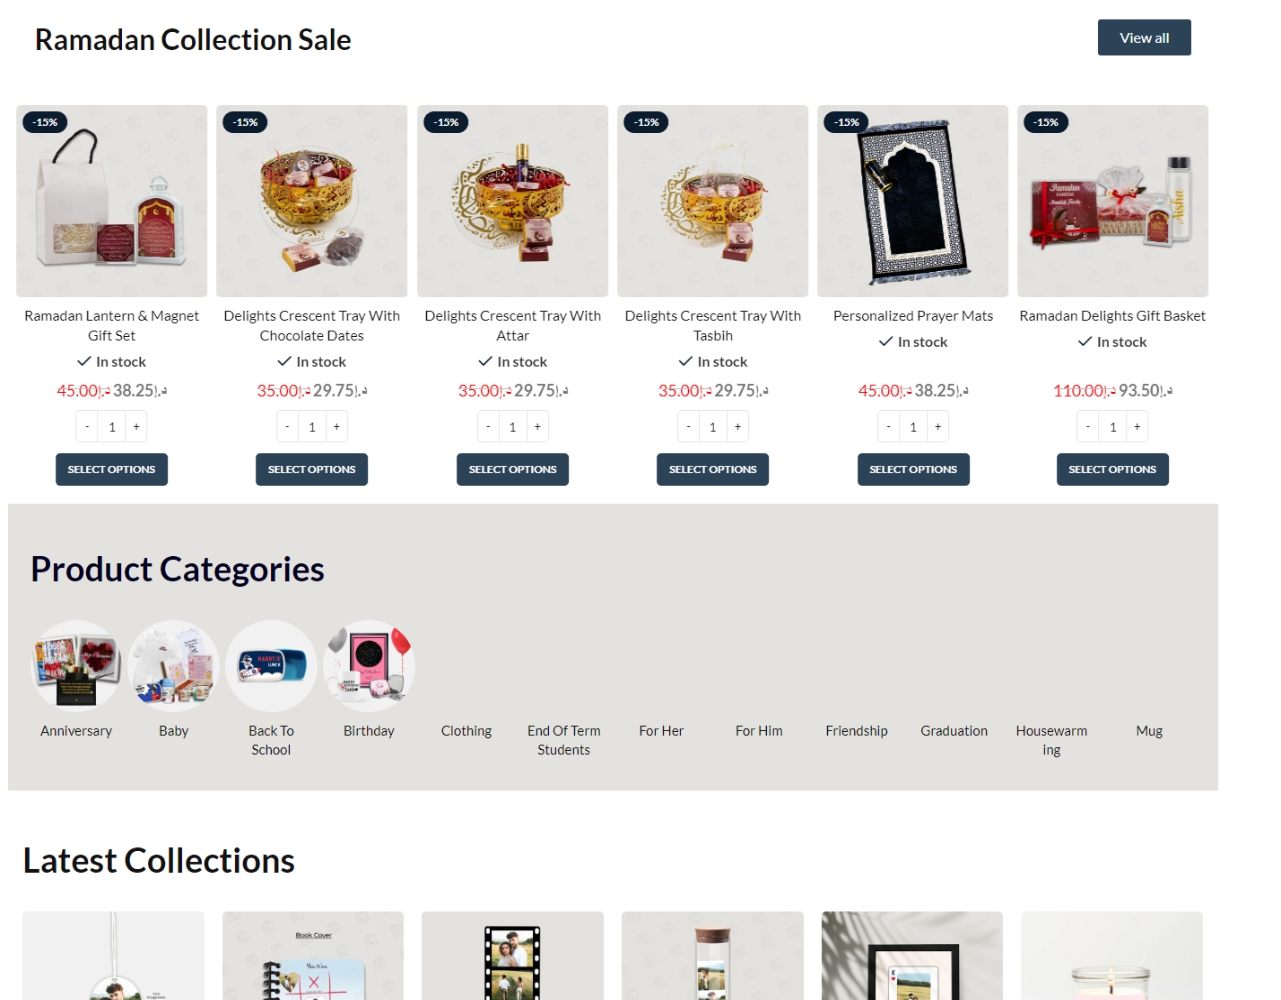 Ramadan Collection Sale
View all
-15%
-15%
-15%
-15%
-15%
-15%
Ramadan Lantern & Magnet
Gift Set
Delights Crescent Tray With
Chocolate Dates
Delights Crescent Tray With
Attar
Delights Crescent Tray With
Tasbih
Personalized Prayer Mats
Ramadan Delights Gift Basket
In stock
In stock
In stock
In stock
In stock
In stock
45.00د.إ 38.25د.إ
35.00د.إ 29.75د.إ
35.00د.إ 29.75د.إ
35.00د.إ 29.75د.إ
45.00د.إ 38.25د.إ
110.00د.إ 93.50د.إ
- 1 +
- 1 +
- 1 +
- 1 +
- 1 +
- 1 +
SELECT OPTIONS
SELECT OPTIONS
SELECT OPTIONS
SELECT OPTIONS
SELECT OPTIONS
SELECT OPTIONS
Product Categories
Anniversary
Baby
Back To
School
Birthday
Clothing
End Of Term
Students
For Her
For Him
Friendship
Graduation
Housewarm
ing
Mug
Latest Collections
Book Cover